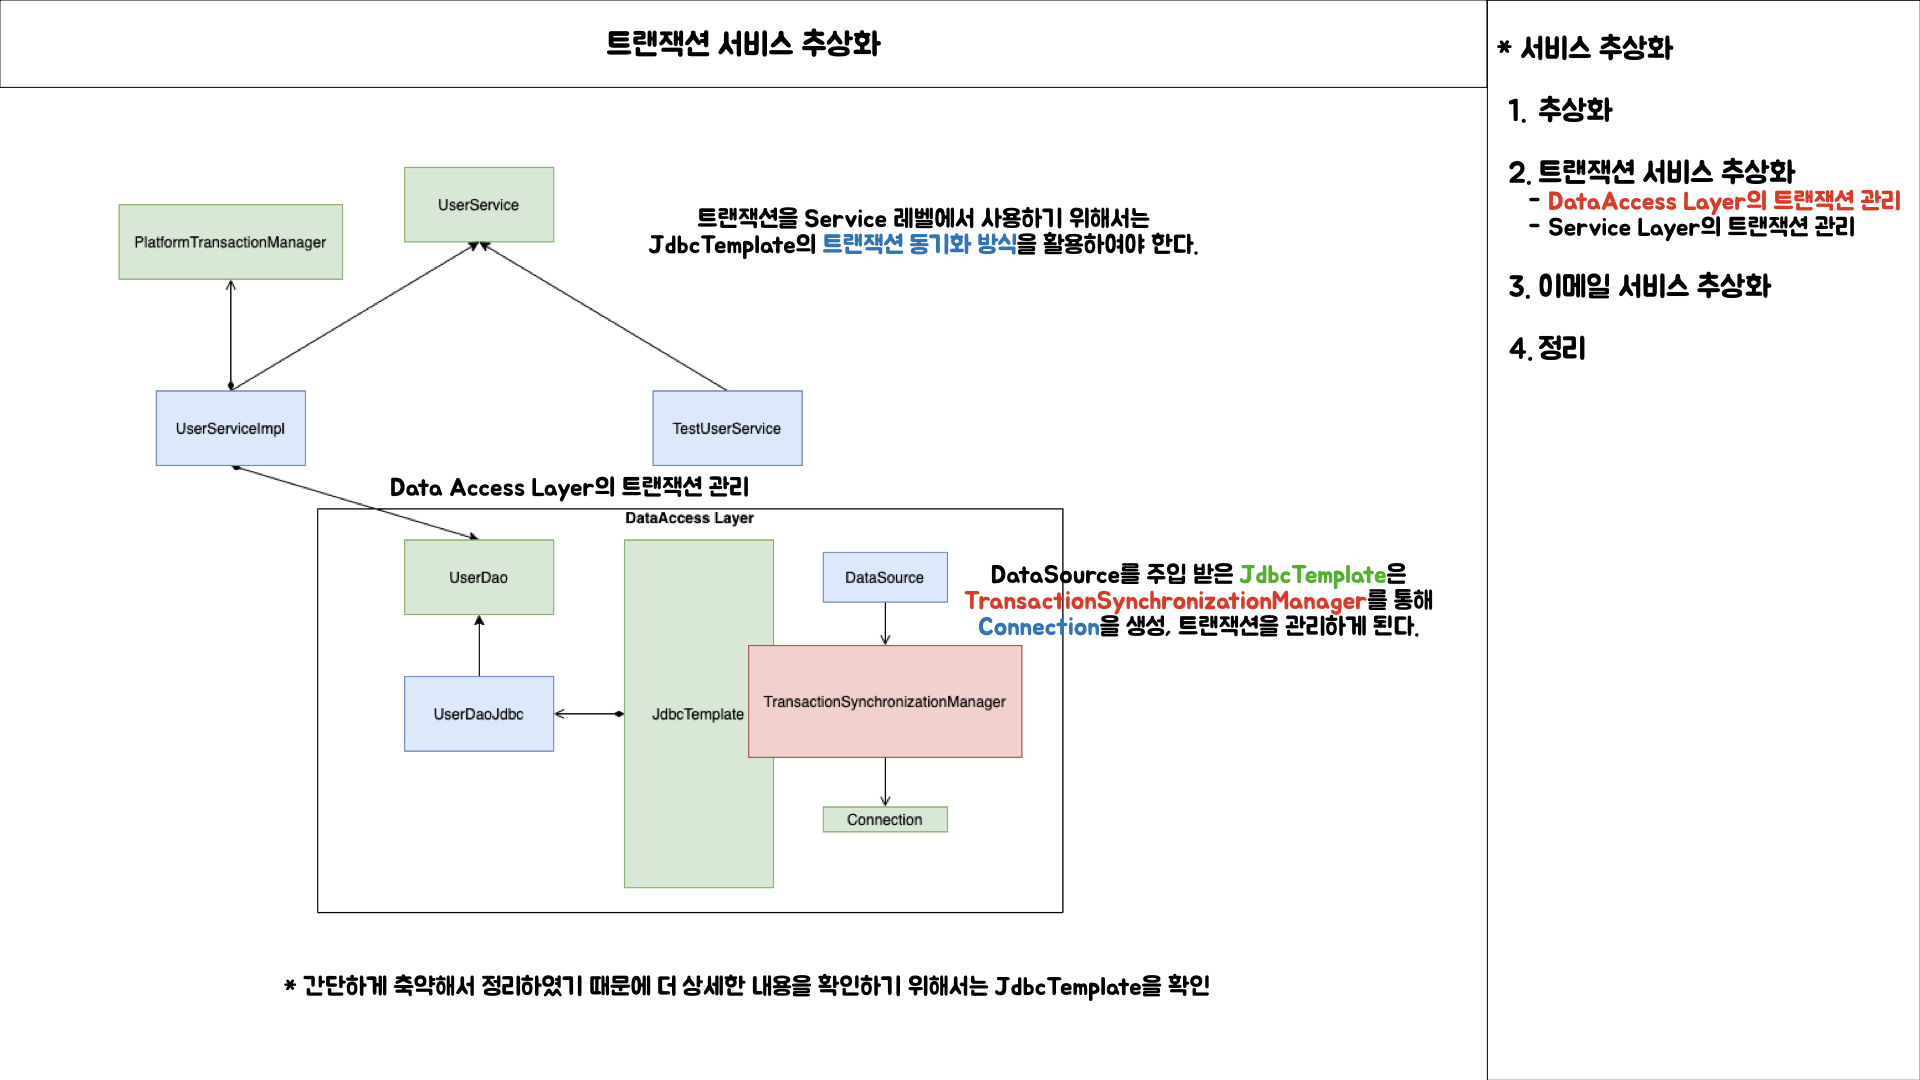 트랜잭션 서비스 추상화
PlatformTransactionManager
UserService
트랜잭션을 Service 레벨에서 사용하기 위해서는
JdbcTemplate의 트랜잭션 동기화 방식을 활용하여야 한다.
UserServiceImpl
TestUserService
Data Access Layer의 트랜잭션 관리
DataAccess Layer
UserDao
DataSource
DataSource를 주입 받은 JdbcTemplate은
TransactionSynchronizationManager를 통해
Connection을 생성, 트랜잭션을 관리하게 된다.
UserDaoJdbc
JdbcTemplate
TransactionSynchronizationManager
Connection
* 간단하게 축약해서 정리하였기 때문에 더 상세한 내용을 확인하기 위해서는 JdbcTemplate을 확인
* 서비스 추상화
1. 추상화
2. 트랜잭션 서비스 추상화
- DataAccess Layer의 트랜잭션 관리
- Service Layer의 트랜잭션 관리
3. 이메일 서비스 추상화
4. 정리